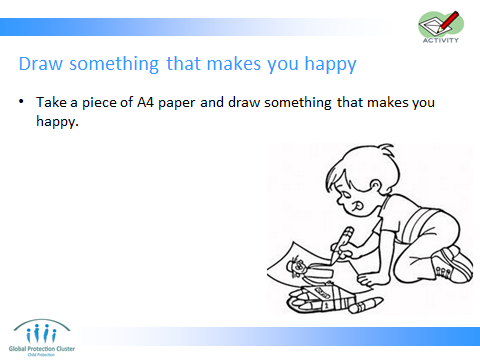 ACTIVITY
Draw something that makes you happy
• Take a piece of A4 paper and draw something that makes you
happy.
Global Protection Cluster
Child Protection